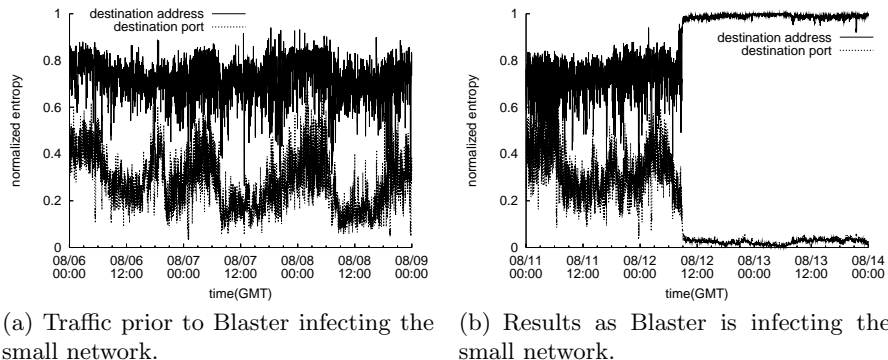 destination address
destination port
1
0.8
0.6
0.4
0.2
0
normalized entropy
08/06 00:00
08/06 12:00
08/07 00:00
08/07 12:00
08/08 00:00
08/08 12:00
08/09 00:00
time(GMT)
(a) Traffic prior to Blaster infecting the
small network.
destination address
destination port
1
0.8
0.6
0.4
0.2
0
normalized entropy
08/11 00:00
08/11 12:00
08/12 00:00
08/12 12:00
08/13 00:00
08/13 12:00
08/14 00:00
time(GMT)
(b) Results as Blaster is infecting the
small network.